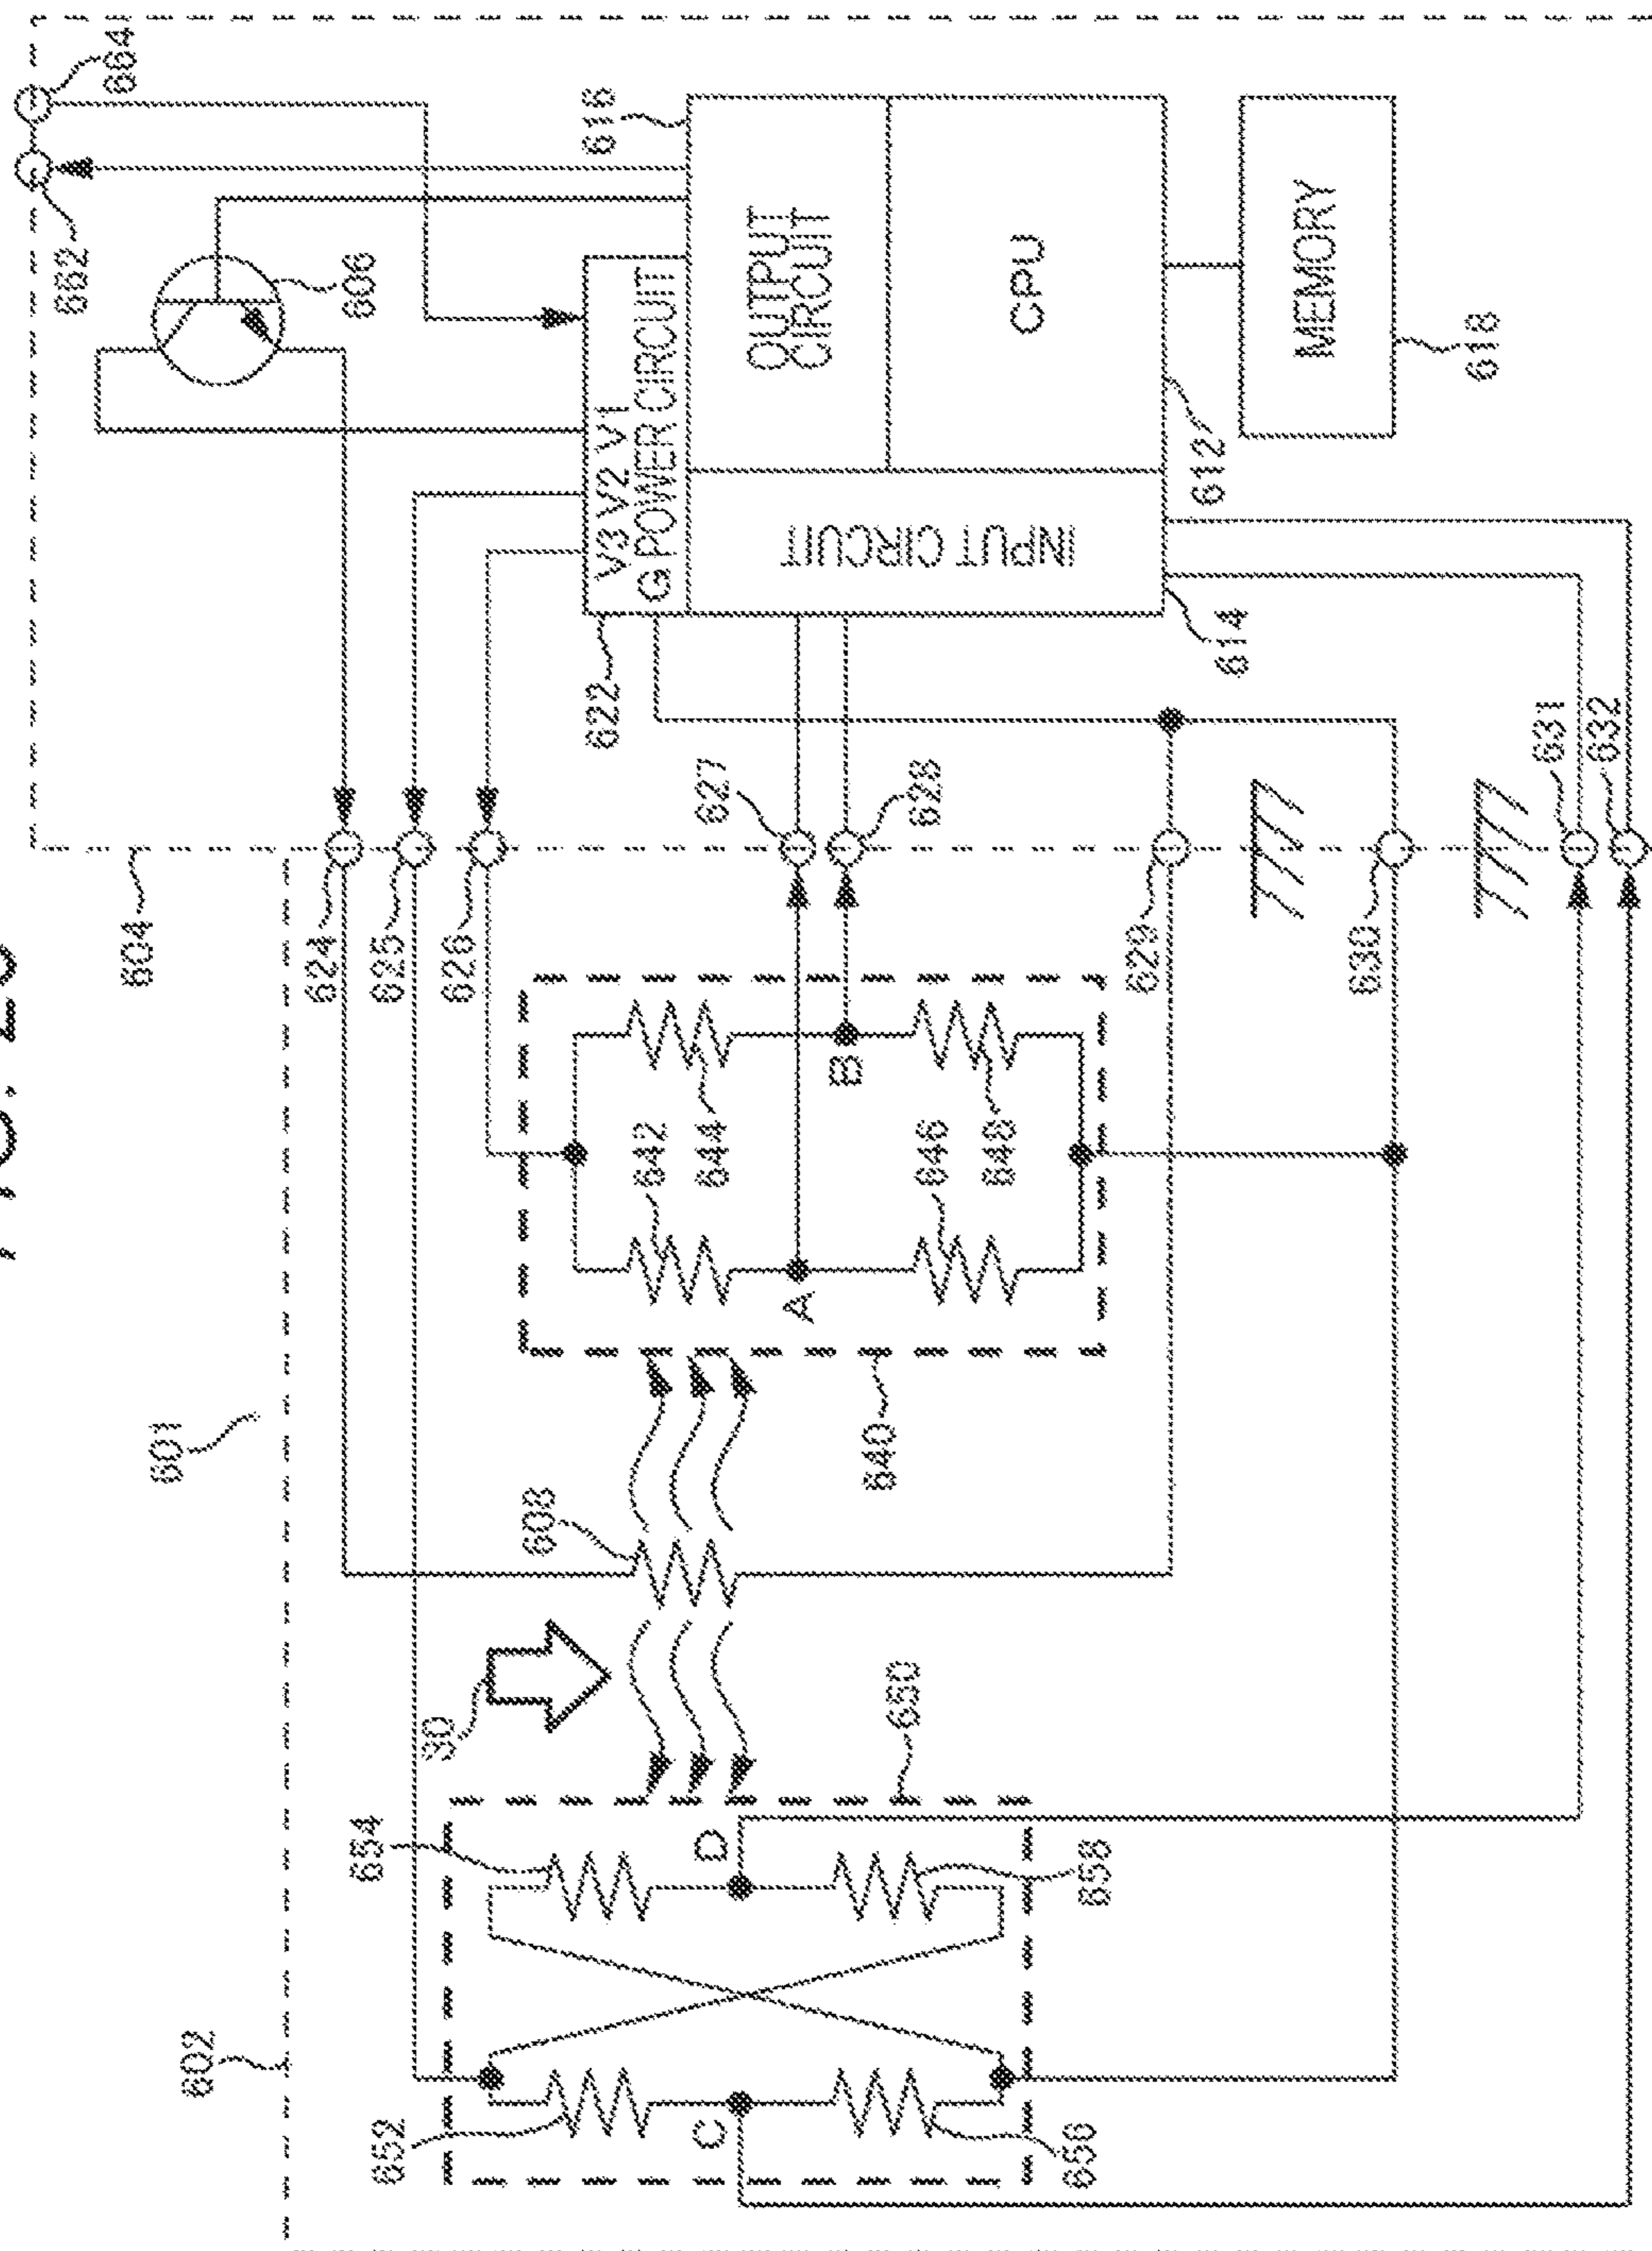 664
662
606
616
V3 V2 V1
G POWER CIRCUIT
OUTPUT
CIRCUIT
CPU
INPUT CIRCUIT
MEMORY
618
612
614
622
604
624
625
626
627
628
629
630
631
632
601
602
642
644
646
648
A
B
640
608
30
650
652
654
656
658
C
D